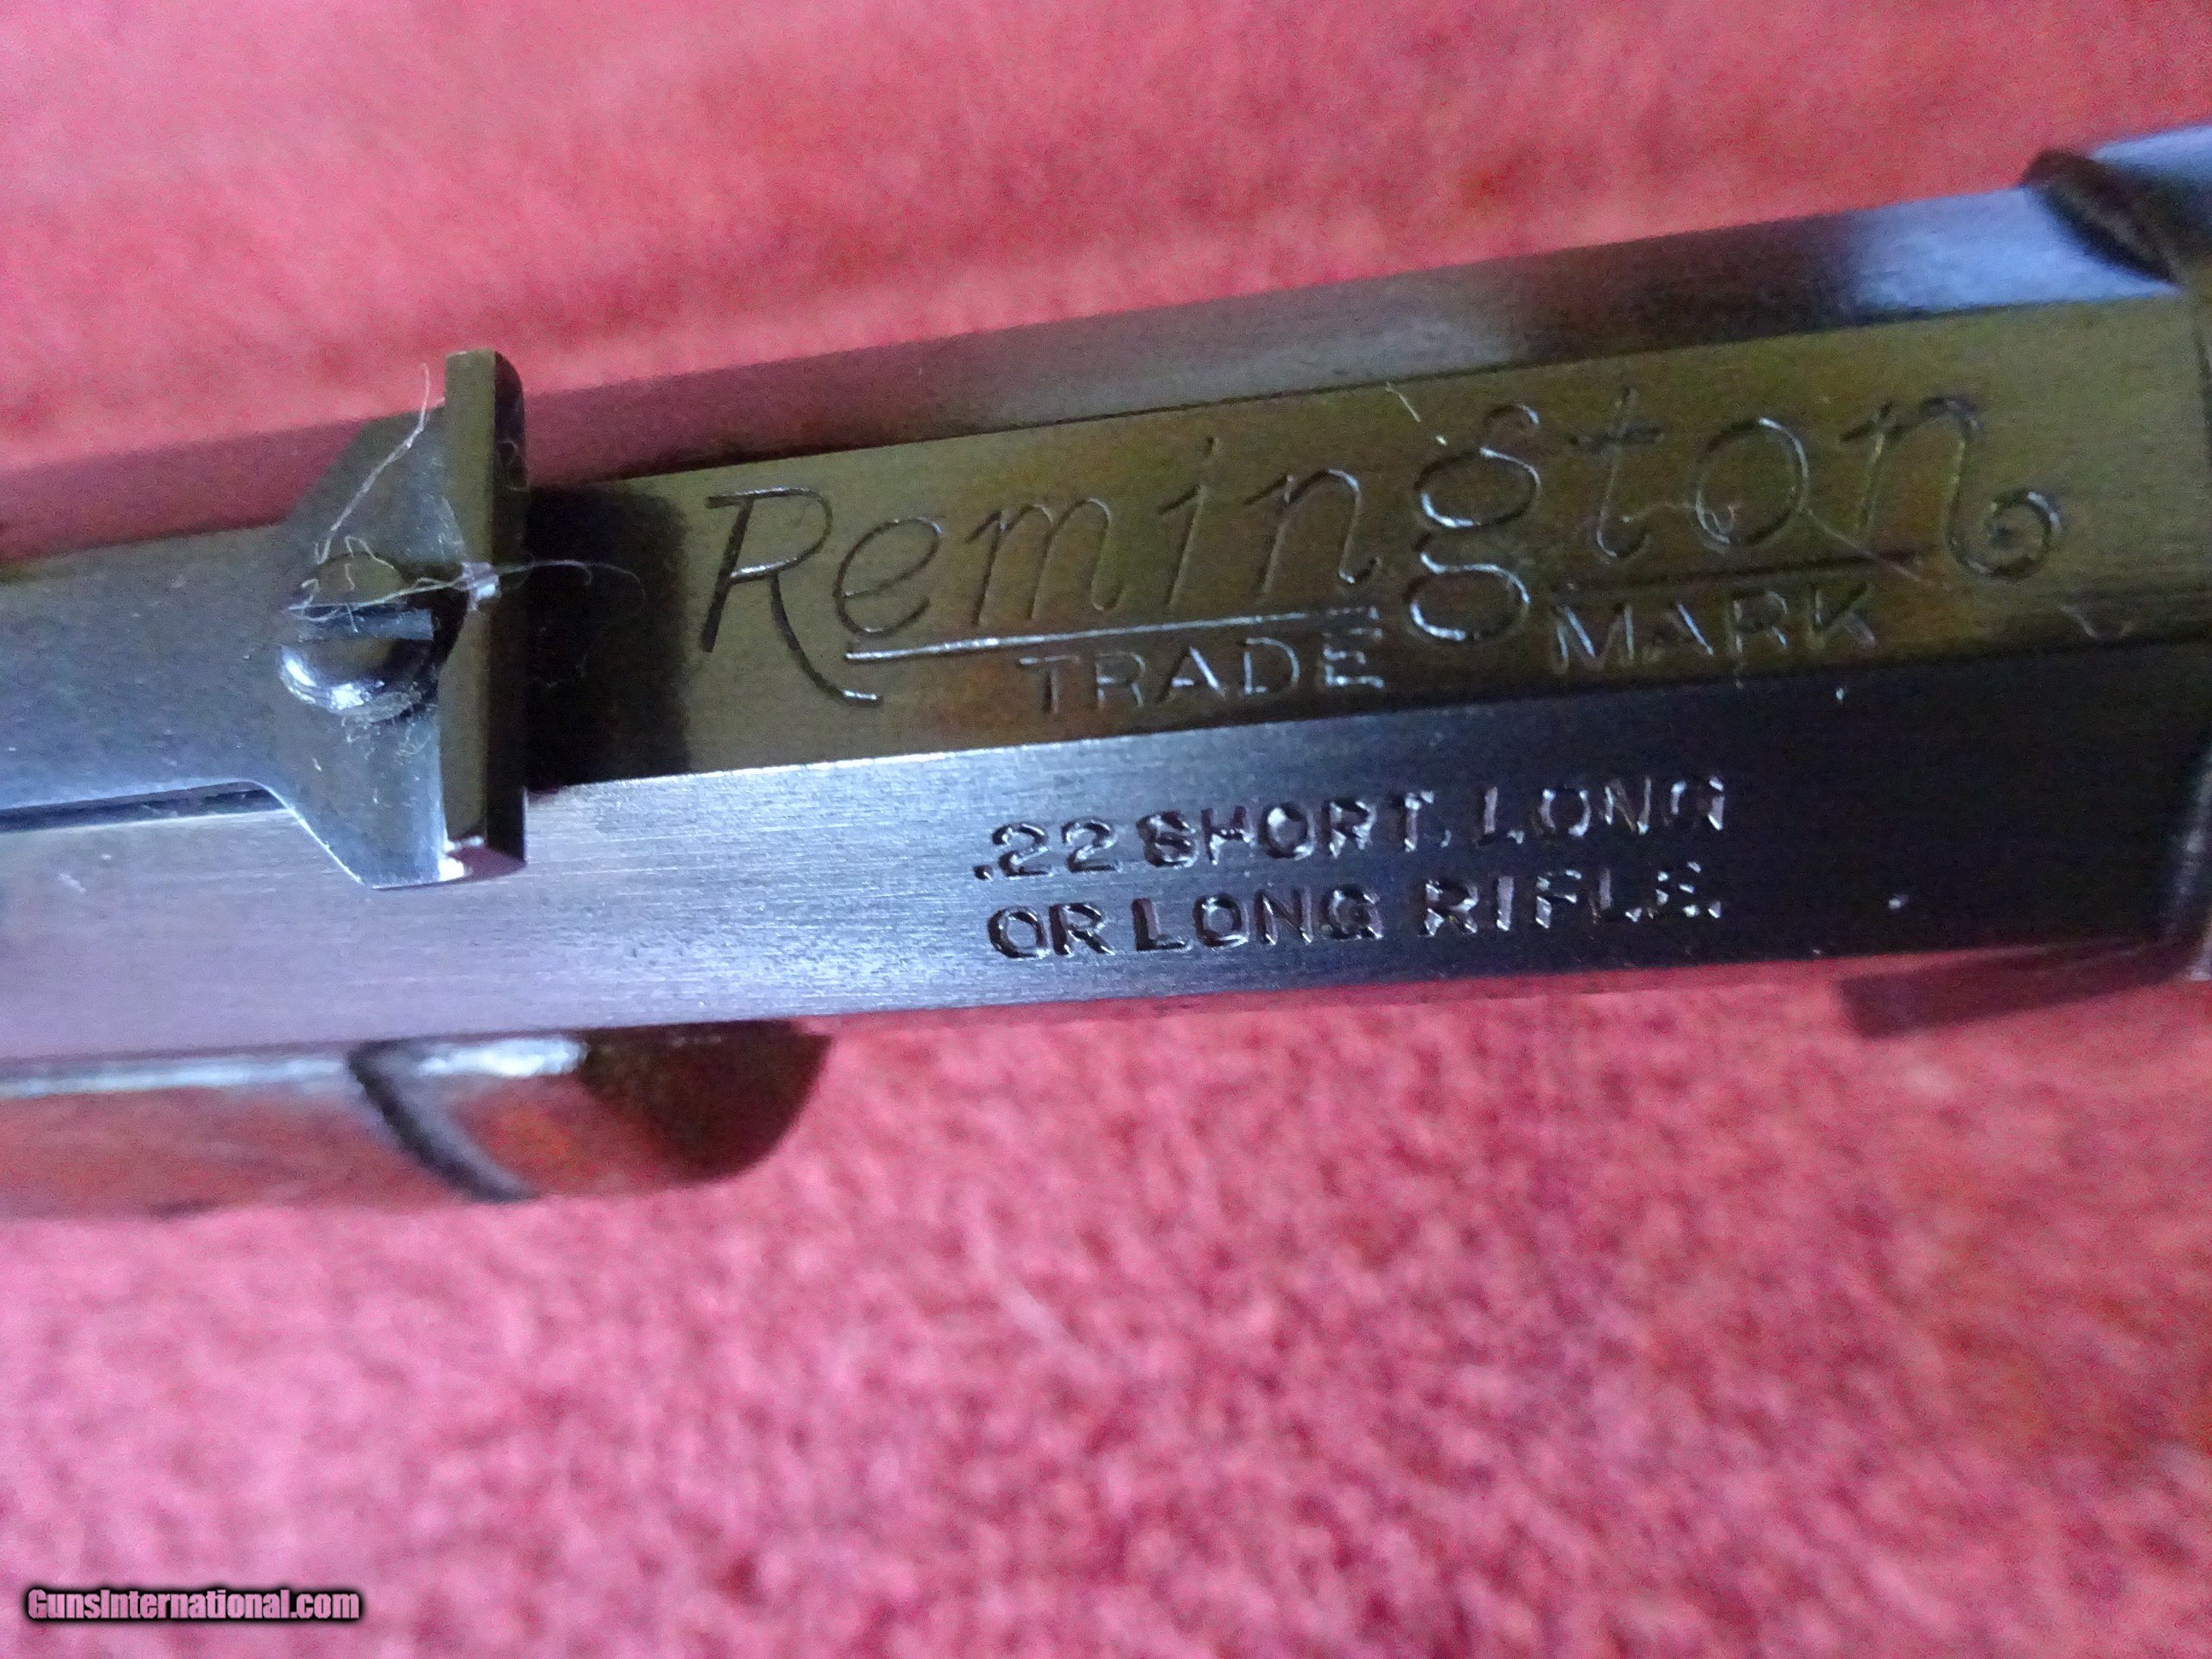 Remington
TRADE MARK
.22 SHORT, LONG
OR LONG RIFLE.
GunsInternational.com